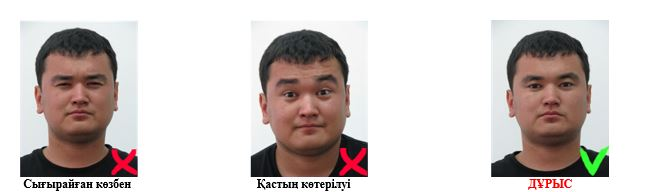 Сығырайған көзбен
Қастың көтерілуі
ДҰРЫС